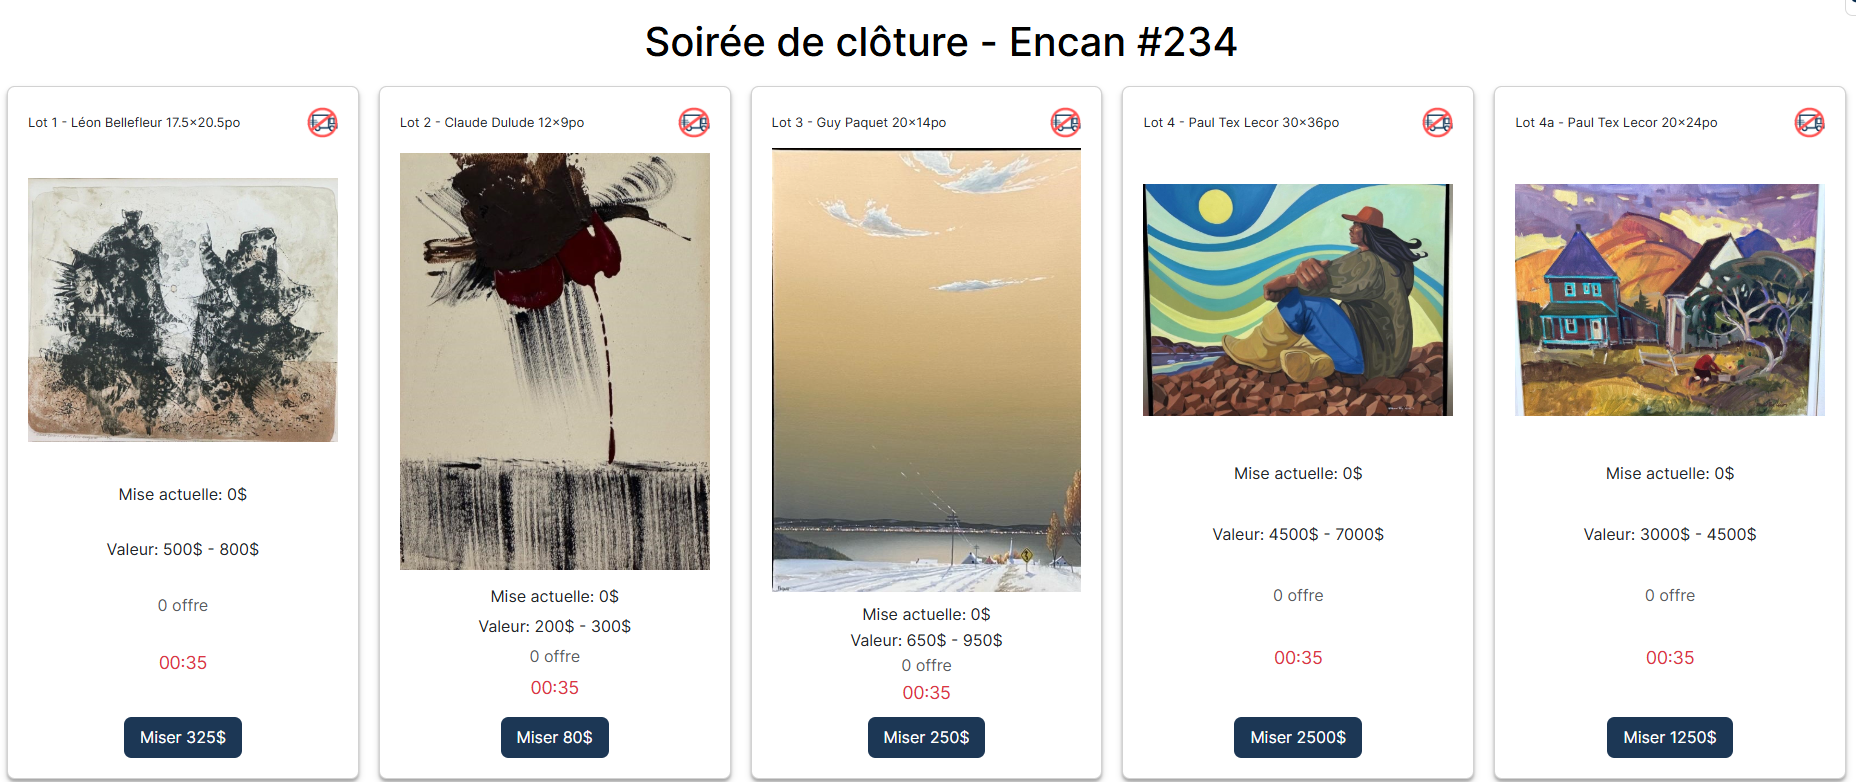 Soirée de clôture - Encan #234
Lot 1 - Léon Bellefleur 17.5×20.5po
Mise actuelle: 0$
Valeur: 500$ - 800$
0 offre
00:35
Miser 325$
Lot 2 - Claude Dulude 12×9po
Mise actuelle: 0$
Valeur: 200$ - 300$
0 offre
00:35
Miser 80$
Lot 3 - Guy Paquet 20×14po
Mise actuelle: 0$
Valeur: 650$ - 950$
0 offre
00:35
Miser 250$
Lot 4 - Paul Tex Lecor 30×36po
Mise actuelle: 0$
Valeur: 4500$ - 7000$
0 offre
00:35
Miser 2500$
Lot 4a - Paul Tex Lecor 20×24po
Mise actuelle: 0$
Valeur: 3000$ - 4500$
0 offre
00:35
Miser 1250$